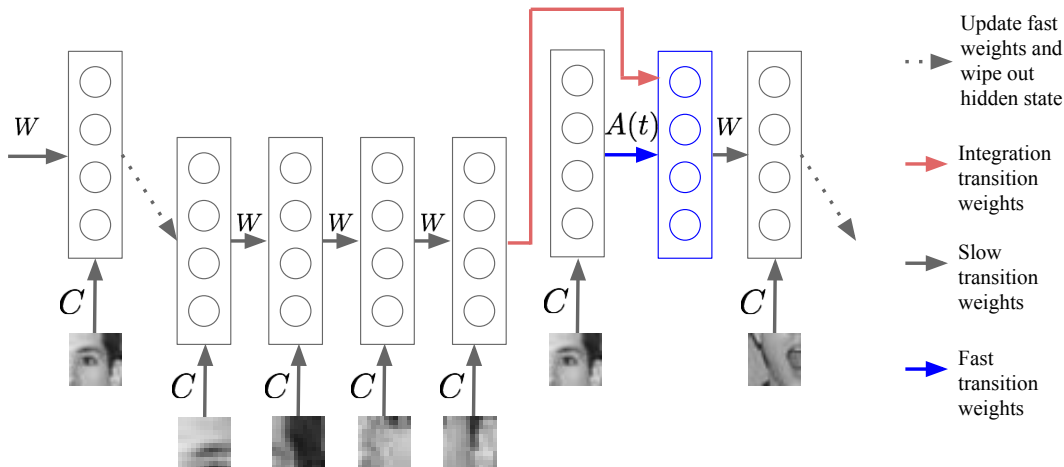 W
C
C
W
C
W
C
W
C
C
A(t)
W
C
Update fast
weights and
wipe out
hidden state
Integration
transition
weights
Slow
transition
weights
Fast
transition
weights